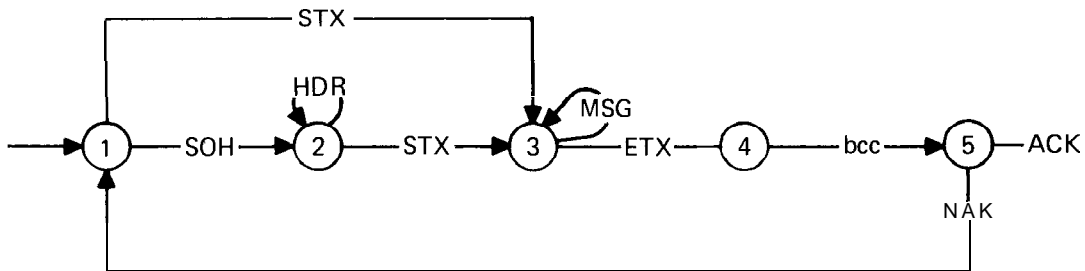 STX
HDR
MSG
1 SOH 2 STX 3 ETX 4 bcc 5 ACK
NAK